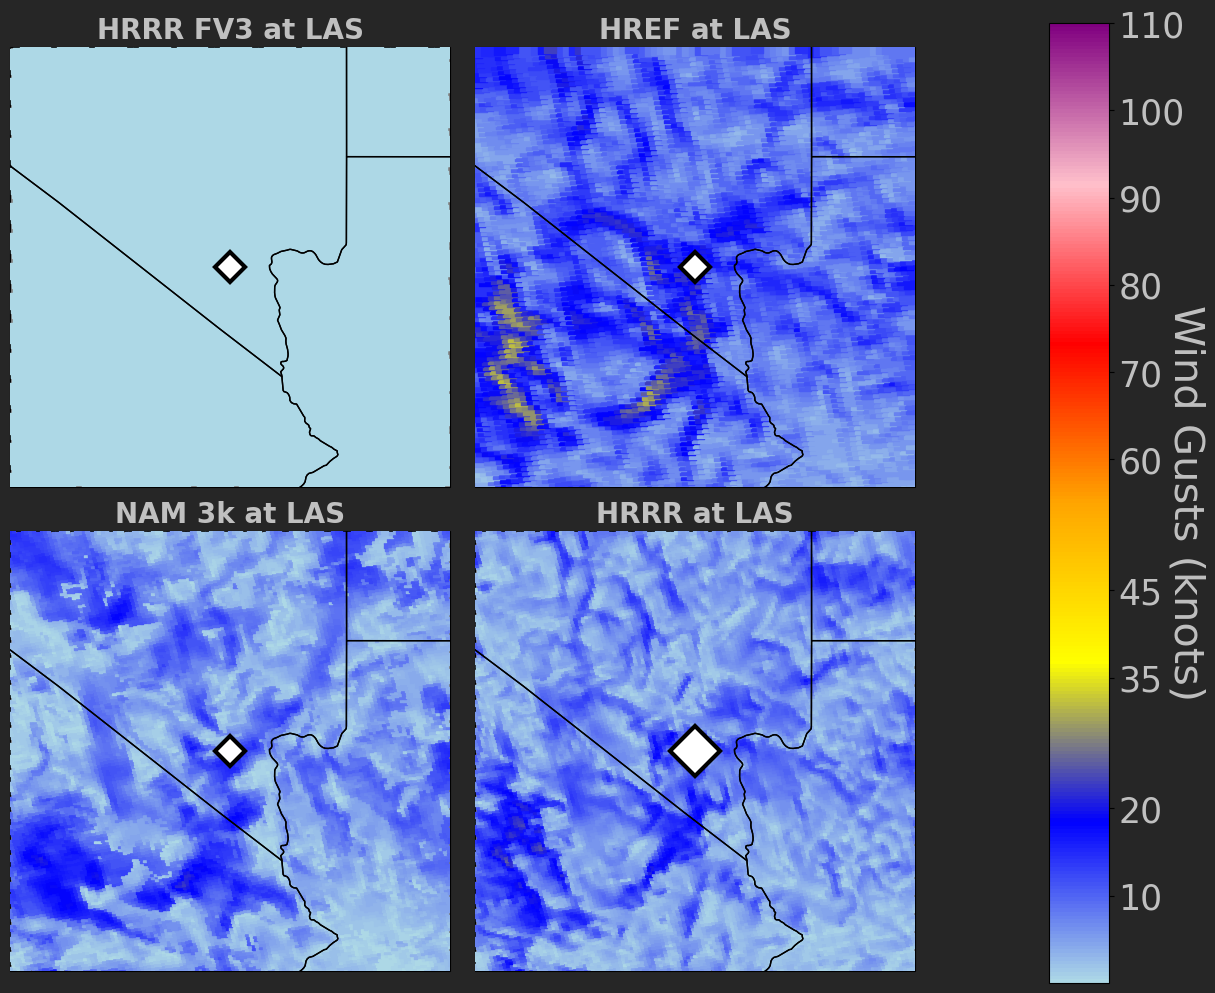 HRRR FV3 at LAS
HREF at LAS
NAM 3k at LAS
HRRR at LAS
110
100
90
80
70
60
45
35
20
10
Wind Gusts (knots)